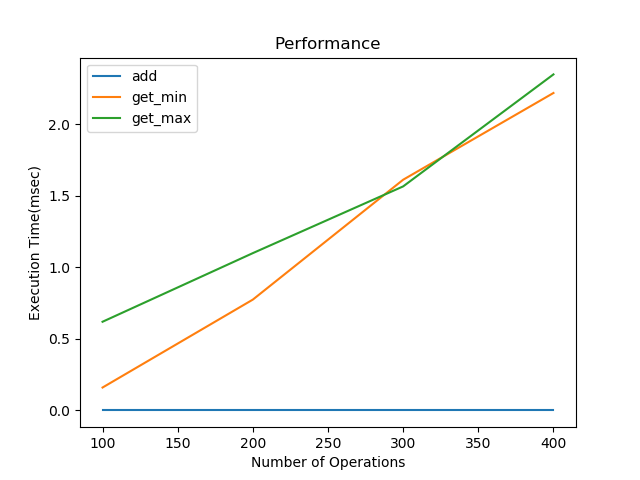 Performance
add
get_min
get_max
2.0
1.5
1.0
0.5
0.0
Execution Time(msec)
100 150 200 250 300 350 400
Number of Operations